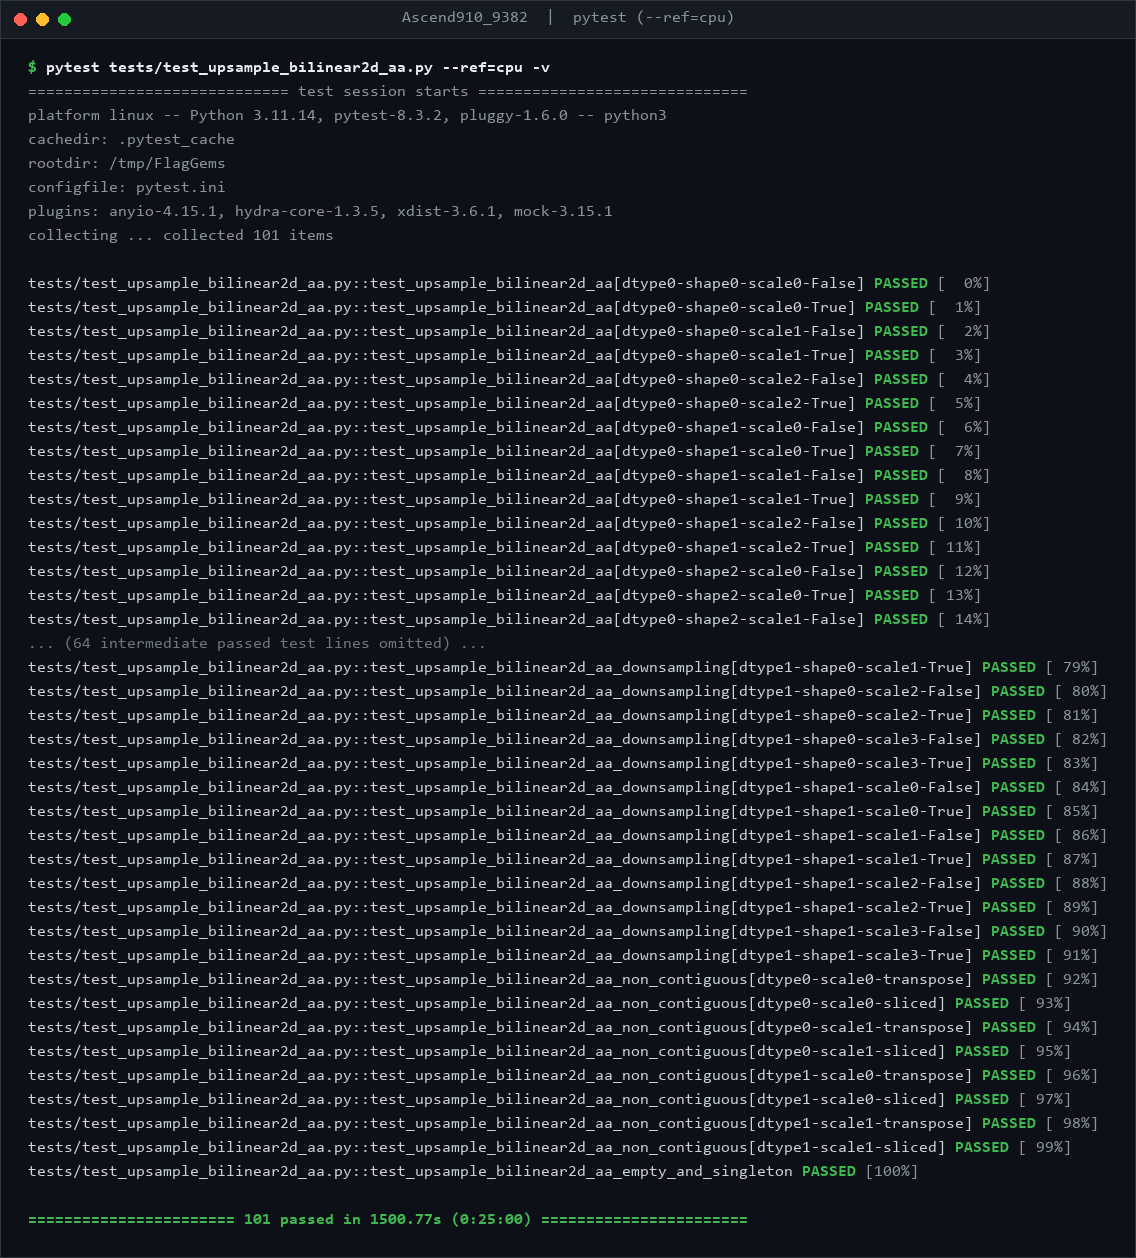 Ascend910_9382 | pytest (--ref=cpu)
$ pytest tests/test_upsample_bilinear2d_aa.py --ref=cpu -v
============================= test session starts ==============================
platform linux -- Python 3.11.14, pytest-8.3.2, pluggy-1.6.0 -- python3
cachedir: .pytest_cache
rootdir: /tmp/FlagGems
configfile: pytest.ini
plugins: anyio-4.15.1, hydra-core-1.3.5, xdist-3.6.1, mock-3.15.1
collecting ... collected 101 items
tests/test_upsample_bilinear2d_aa.py::test_upsample_bilinear2d_aa[dtype0-shape0-scale0-False] PASSED [  0%]
tests/test_upsample_bilinear2d_aa.py::test_upsample_bilinear2d_aa[dtype0-shape0-scale0-True] PASSED [  1%]
tests/test_upsample_bilinear2d_aa.py::test_upsample_bilinear2d_aa[dtype0-shape0-scale1-False] PASSED [  2%]
tests/test_upsample_bilinear2d_aa.py::test_upsample_bilinear2d_aa[dtype0-shape0-scale1-True] PASSED [  3%]
tests/test_upsample_bilinear2d_aa.py::test_upsample_bilinear2d_aa[dtype0-shape0-scale2-False] PASSED [  4%]
tests/test_upsample_bilinear2d_aa.py::test_upsample_bilinear2d_aa[dtype0-shape0-scale2-True] PASSED [  5%]
tests/test_upsample_bilinear2d_aa.py::test_upsample_bilinear2d_aa[dtype0-shape1-scale0-False] PASSED [  6%]
tests/test_upsample_bilinear2d_aa.py::test_upsample_bilinear2d_aa[dtype0-shape1-scale0-True] PASSED [  7%]
tests/test_upsample_bilinear2d_aa.py::test_upsample_bilinear2d_aa[dtype0-shape1-scale1-False] PASSED [  8%]
tests/test_upsample_bilinear2d_aa.py::test_upsample_bilinear2d_aa[dtype0-shape1-scale1-True] PASSED [  9%]
tests/test_upsample_bilinear2d_aa.py::test_upsample_bilinear2d_aa[dtype0-shape1-scale2-False] PASSED [ 10%]
tests/test_upsample_bilinear2d_aa.py::test_upsample_bilinear2d_aa[dtype0-shape1-scale2-True] PASSED [ 11%]
tests/test_upsample_bilinear2d_aa.py::test_upsample_bilinear2d_aa[dtype0-shape2-scale0-False] PASSED [ 12%]
tests/test_upsample_bilinear2d_aa.py::test_upsample_bilinear2d_aa[dtype0-shape2-scale0-True] PASSED [ 13%]
tests/test_upsample_bilinear2d_aa.py::test_upsample_bilinear2d_aa[dtype0-shape2-scale1-False] PASSED [ 14%]
... (64 intermediate passed test lines omitted) ...
tests/test_upsample_bilinear2d_aa.py::test_upsample_bilinear2d_aa_downsampling[dtype1-shape0-scale1-True] PASSED [ 79%]
tests/test_upsample_bilinear2d_aa.py::test_upsample_bilinear2d_aa_downsampling[dtype1-shape0-scale2-False] PASSED [ 80%]
tests/test_upsample_bilinear2d_aa.py::test_upsample_bilinear2d_aa_downsampling[dtype1-shape0-scale2-True] PASSED [ 81%]
tests/test_upsample_bilinear2d_aa.py::test_upsample_bilinear2d_aa_downsampling[dtype1-shape0-scale3-False] PASSED [ 82%]
tests/test_upsample_bilinear2d_aa.py::test_upsample_bilinear2d_aa_downsampling[dtype1-shape0-scale3-True] PASSED [ 83%]
tests/test_upsample_bilinear2d_aa.py::test_upsample_bilinear2d_aa_downsampling[dtype1-shape1-scale0-False] PASSED [ 84%]
tests/test_upsample_bilinear2d_aa.py::test_upsample_bilinear2d_aa_downsampling[dtype1-shape1-scale0-True] PASSED [ 85%]
tests/test_upsample_bilinear2d_aa.py::test_upsample_bilinear2d_aa_downsampling[dtype1-shape1-scale1-False] PASSED [ 86%]
tests/test_upsample_bilinear2d_aa.py::test_upsample_bilinear2d_aa_downsampling[dtype1-shape1-scale1-True] PASSED [ 87%]
tests/test_upsample_bilinear2d_aa.py::test_upsample_bilinear2d_aa_downsampling[dtype1-shape1-scale2-False] PASSED [ 88%]
tests/test_upsample_bilinear2d_aa.py::test_upsample_bilinear2d_aa_downsampling[dtype1-shape1-scale2-True] PASSED [ 89%]
tests/test_upsample_bilinear2d_aa.py::test_upsample_bilinear2d_aa_downsampling[dtype1-shape1-scale3-False] PASSED [ 90%]
tests/test_upsample_bilinear2d_aa.py::test_upsample_bilinear2d_aa_downsampling[dtype1-shape1-scale3-True] PASSED [ 91%]
tests/test_upsample_bilinear2d_aa.py::test_upsample_bilinear2d_aa_non_contiguous[dtype0-scale0-transpose] PASSED [ 92%]
tests/test_upsample_bilinear2d_aa.py::test_upsample_bilinear2d_aa_non_contiguous[dtype0-scale0-sliced] PASSED [ 93%]
tests/test_upsample_bilinear2d_aa.py::test_upsample_bilinear2d_aa_non_contiguous[dtype0-scale1-transpose] PASSED [ 94%]
tests/test_upsample_bilinear2d_aa.py::test_upsample_bilinear2d_aa_non_contiguous[dtype0-scale1-sliced] PASSED [ 95%]
tests/test_upsample_bilinear2d_aa.py::test_upsample_bilinear2d_aa_non_contiguous[dtype1-scale0-transpose] PASSED [ 96%]
tests/test_upsample_bilinear2d_aa.py::test_upsample_bilinear2d_aa_non_contiguous[dtype1-scale0-sliced] PASSED [ 97%]
tests/test_upsample_bilinear2d_aa.py::test_upsample_bilinear2d_aa_non_contiguous[dtype1-scale1-transpose] PASSED [ 98%]
tests/test_upsample_bilinear2d_aa.py::test_upsample_bilinear2d_aa_non_contiguous[dtype1-scale1-sliced] PASSED [ 99%]
tests/test_upsample_bilinear2d_aa.py::test_upsample_bilinear2d_aa_empty_and_singleton PASSED [100%]
======================= 101 passed in 1500.77s (0:25:00) =======================